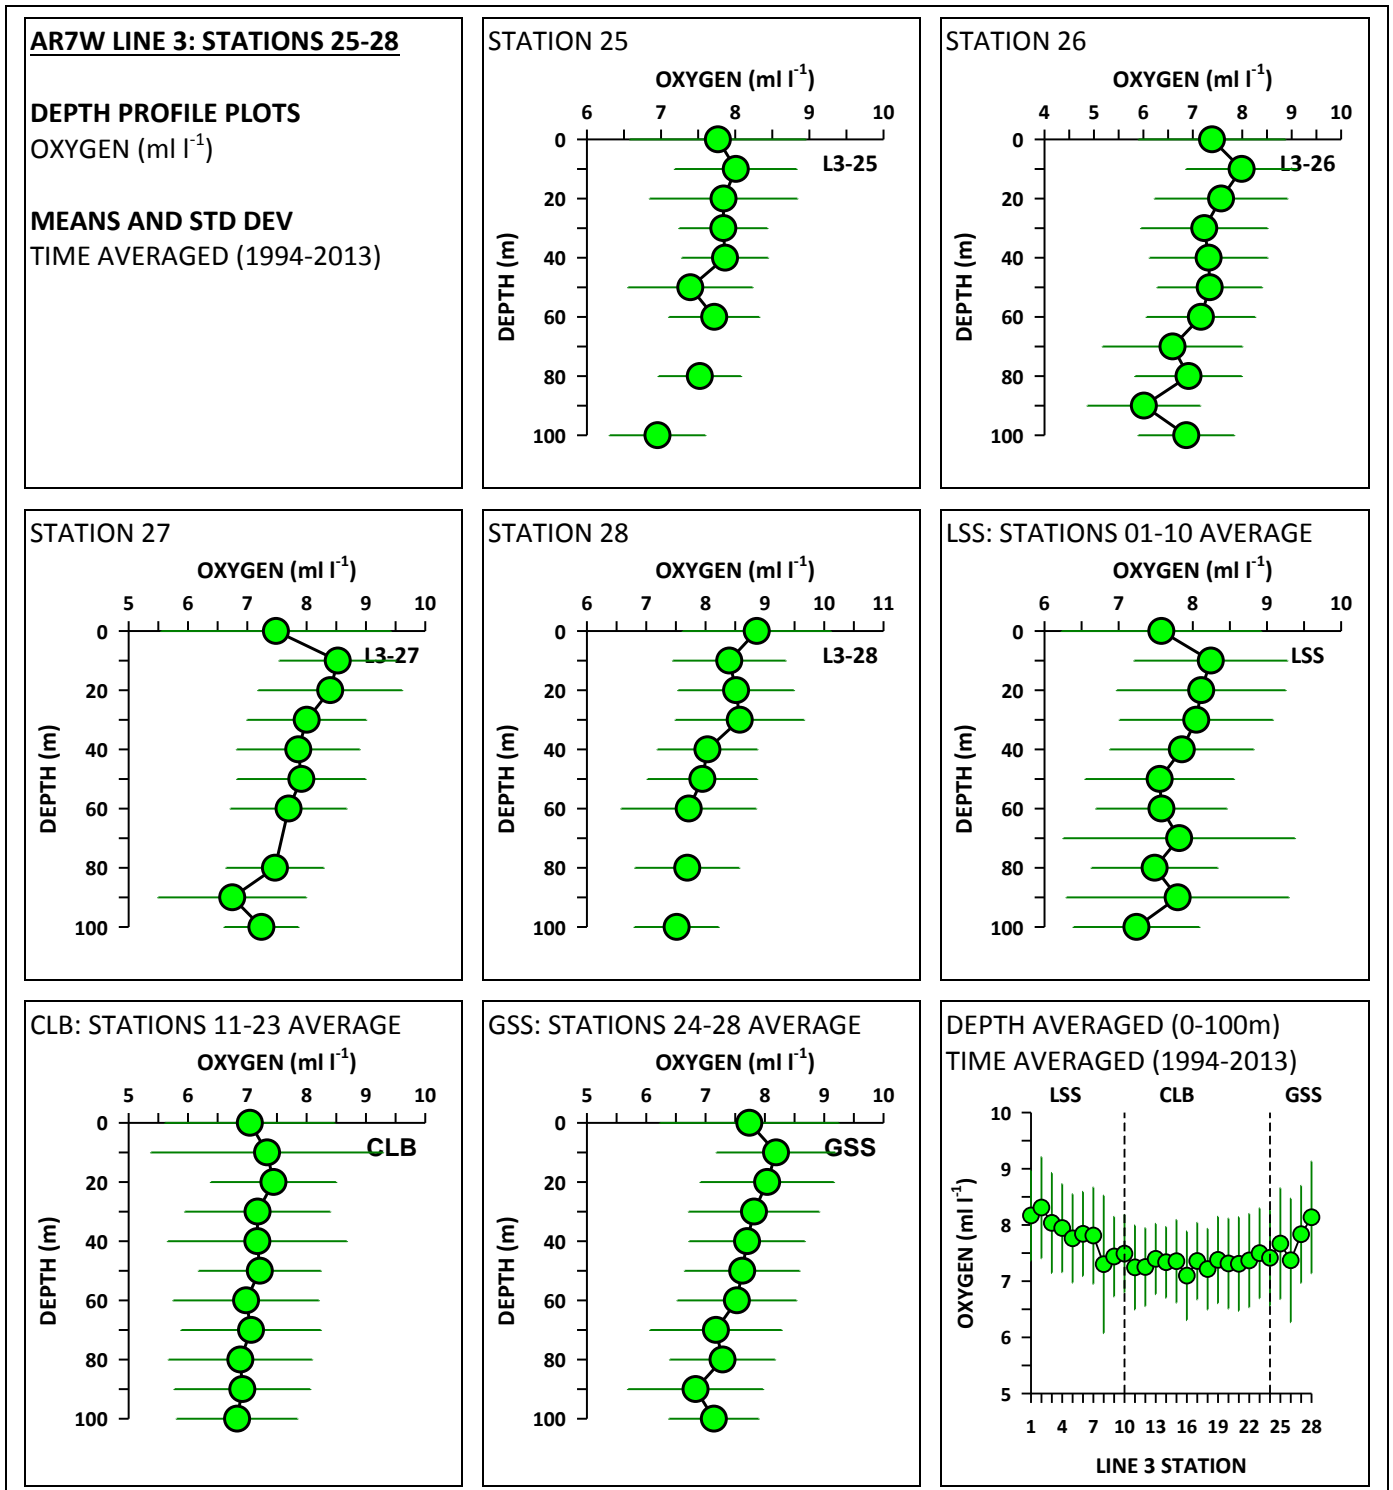 AR7W LINE 3: STATIONS 25-28
DEPTH PROFILE PLOTS
OXYGEN (ml l-1)
MEANS AND STD DEV
TIME AVERAGED (1994-2013)
STATION 25
OXYGEN (ml l-1)
6 7 8 9 10
L3-25
DEPTH (m)
0
20
40
60
80
100
STATION 26
OXYGEN (ml l-1)
4 5 6 7 8 9 10
L3-26
DEPTH (m)
0
20
40
60
80
100
STATION 27
OXYGEN (ml l-1)
5 6 7 8 9 10
L3-27
DEPTH (m)
0
20
40
60
80
100
STATION 28
OXYGEN (ml l-1)
6 7 8 9 10 11
L3-28
DEPTH (m)
0
20
40
60
80
100
LSS: STATIONS 01-10 AVERAGE
OXYGEN (ml l-1)
6 7 8 9 10
LSS
DEPTH (m)
0
20
40
60
80
100
CLB: STATIONS 11-23 AVERAGE
OXYGEN (ml l-1)
5 6 7 8 9 10
CLB
DEPTH (m)
0
20
40
60
80
100
GSS: STATIONS 24-28 AVERAGE
OXYGEN (ml l-1)
5 6 7 8 9 10
GSS
DEPTH (m)
0
20
40
60
80
100
DEPTH AVERAGED (0-100m)
TIME AVERAGED (1994-2013)
LSS CLB GSS
OXYGEN (ml l-1)
10
9
8
7
6
5
1 4 7 10 13 16 19 22 25 28
LINE 3 STATION